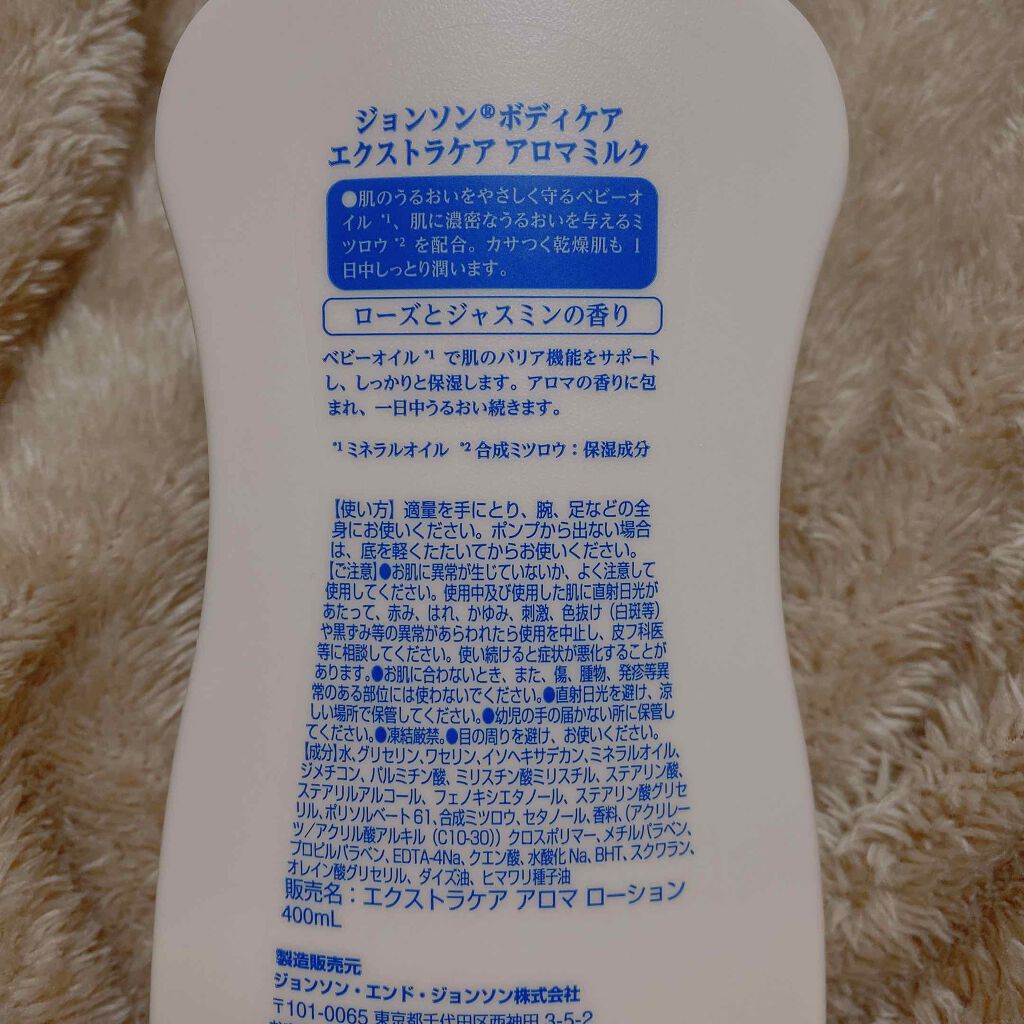 ジョンソン®ボディケア
エクストラケア アロマミルク
●肌のうるおいをやさしく守るベビーオ
イル*1、肌に濃密なうるおいを与えるミ
ツロウ*2を配合。カサつく乾燥肌も1
日中しっとり潤います。
ローズとジャスミンの香り
ベビーオイル*1で肌のバリア機能をサポート
し、しっかりと保湿します。アロマの香りに包
まれ、一日中うるおい続きます。
*1ミネラルオイル *2合成ミツロウ：保湿成分
【使い方】適量を手にとり、腕、足などの全
身にお使いください。ポンプから出ない場合
は、底を軽くたたいてからお使いください。
【ご注意】●お肌に異常が生じていないか、よく注意して
使用してください。使用中及び使用した肌に直射日光が
あたって、赤み、はれ、かゆみ、刺激、色抜け（白斑等）
や黒ずみ等の異常があらわれたら使用を中止し、皮フ科医
等に相談してください。使い続けると症状が悪化することが
あります。●お肌に合わないとき、また、傷、腫物、発疹等異
常のある部位には使わないでください。●直射日光を避け、涼
しい場所で保管してください。●幼児の手の届かない所に保管し
てください。●凍結厳禁。●目の周りを避け、お使いください。
【成分】水、グリセリン、ワセリン、イソヘキサデカン、ミネラルオイル、
ジメチコン、パルミチン酸、ミリスチン酸ミリスチル、ステアリン酸、
ステアリルアルコール、フェノキシエタノール、ステアリン酸グリセ
リル、ポリソルベート61、合成ミツロウ、セタノール、香料、（アクリレー
ツ／アクリル酸アルキル（C10-30））クロスポリマー、メチルパラベン、
プロピルパラベン、EDTA-4Na、クエン酸、水酸化Na、BHT、スクワラン、
オレイン酸グリセリル、ダイズ油、ヒマワリ種子油
販売名：エクストラケア アロマ ローション
400mL
製造販売元
ジョンソン・エンド・ジョンソン株式会社
〒101-0065 東京都千代田区西神田 3-5-2